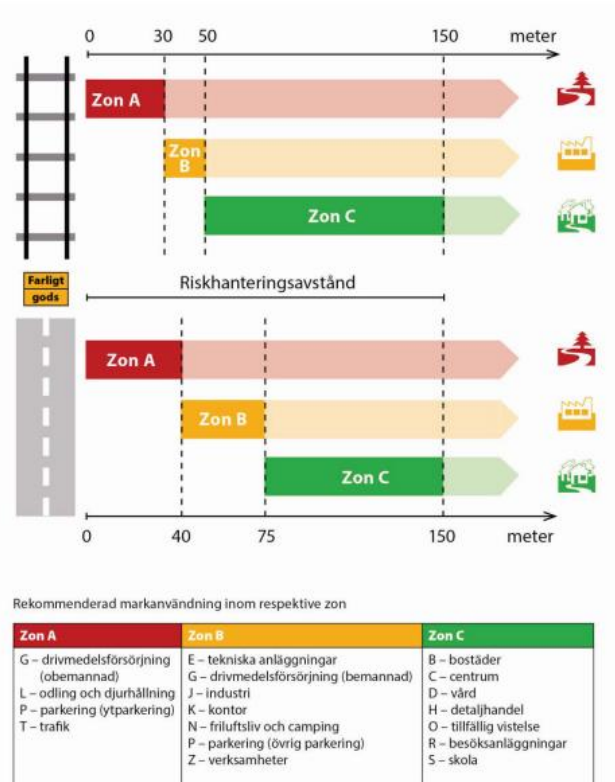 0 30 50 150 meter
Zon A
Zon
B
Zon C
Farligt
gods
Riskhanteringsavstånd
Zon A
Zon B
Zon C
0 40 75 150 meter
Rekommenderad markanvändning inom respektive zon
Zon A
G – drivmedelsförsörjning
(obemannad)
L – odling och djurhållning
P – parkering (ytparkering)
T – trafik
Zon B
E – tekniska anläggningar
G – drivmedelsförsörjning (bemannad)
J – industri
K – kontor
N – friluftsliv och camping
P – parkering (övrig parkering)
Z – verksamheter
Zon C
B – bostäder
C – centrum
D – vård
H – detaljhandel
O – tillfällig vistelse
R – besöksanläggningar
S – skola